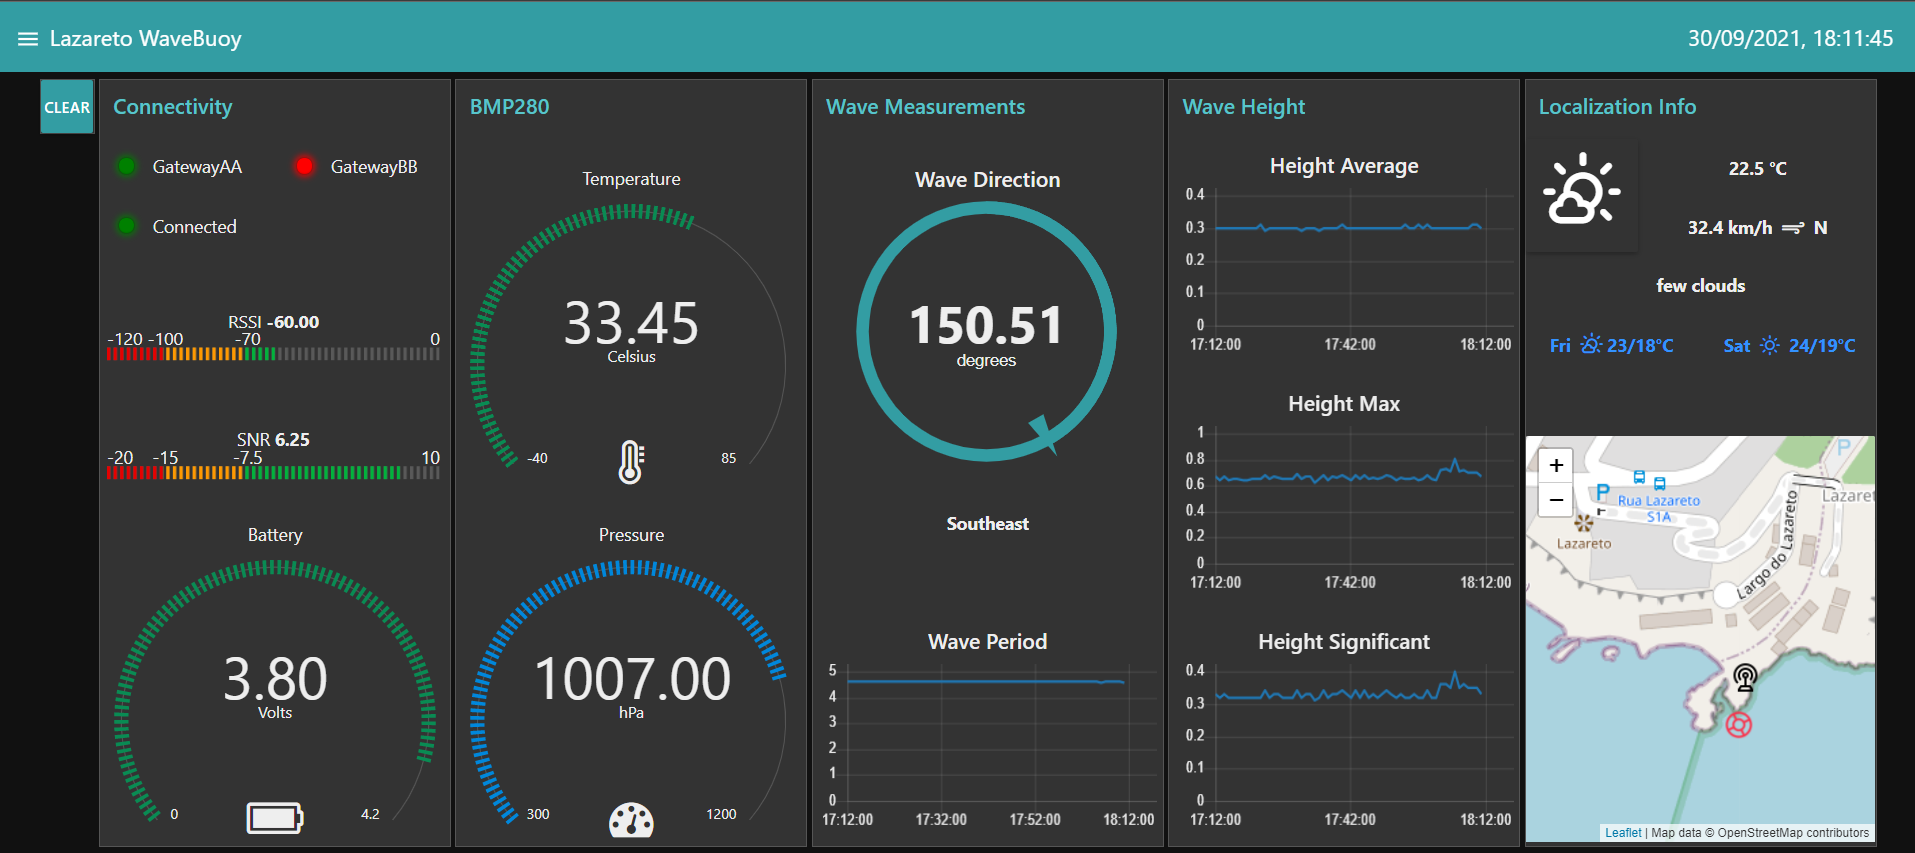 Lazareto WaveBuoy
30/09/2021, 18:11:45
CLEAR
Connectivity
GatewayAA
GatewayBB
Connected
RSSI -60.00
-120 -100 -70 0
SNR 6.25
-20 -15 -7.5 10
Battery
3.80
Volts
0 4.2
BMP280
Temperature
33.45
Celsius
-40 85
Pressure
1007.00
hPa
300 1200
Wave Measurements
Wave Direction
150.51
degrees
Southeast
Wave Period
5
4
3
2
1
0
17:12:00 17:32:00 17:52:00 18:12:00
Wave Height
Height Average
0.4
0.3
0.2
0.1
0
17:12:00 17:42:00 18:12:00
Height Max
1
0.8
0.6
0.4
0.2
0
17:12:00 17:42:00 18:12:00
Height Significant
0.4
0.3
0.2
0.1
0
17:12:00 17:42:00 18:12:00
Localization Info
22.5 °C
32.4 km/h N
few clouds
Fri 23/18°C Sat 24/19°C
+
−
P
P
Rua Lazareto
S1A
Lazareto
Lazaret
Largo do Lazareto
Leaflet | Map data © OpenStreetMap contributors